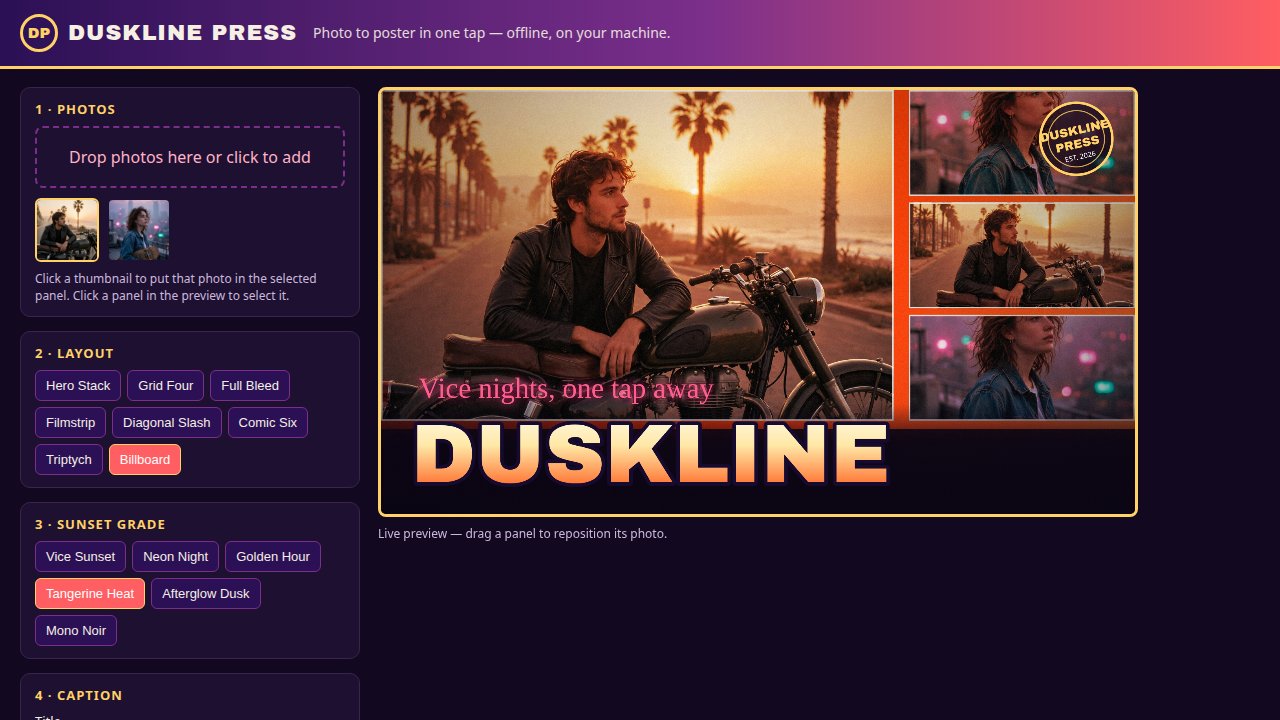 DP
DUSKLINE PRESS
Photo to poster in one tap — offline, on your machine.
1 · PHOTOS
Drop photos here or click to add
Click a thumbnail to put that photo in the selected
panel. Click a panel in the preview to select it.
2 · LAYOUT
Hero Stack
Grid Four
Full Bleed
Filmstrip
Diagonal Slash
Comic Six
Triptych
Billboard
3 · SUNSET GRADE
Vice Sunset
Neon Night
Golden Hour
Tangerine Heat
Afterglow Dusk
Mono Noir
4 · CAPTION
Title
DUSKLINE
PRESS
EST. 2026
Vice nights, one tap away
DUSKLINE
Live preview — drag a panel to reposition its photo.